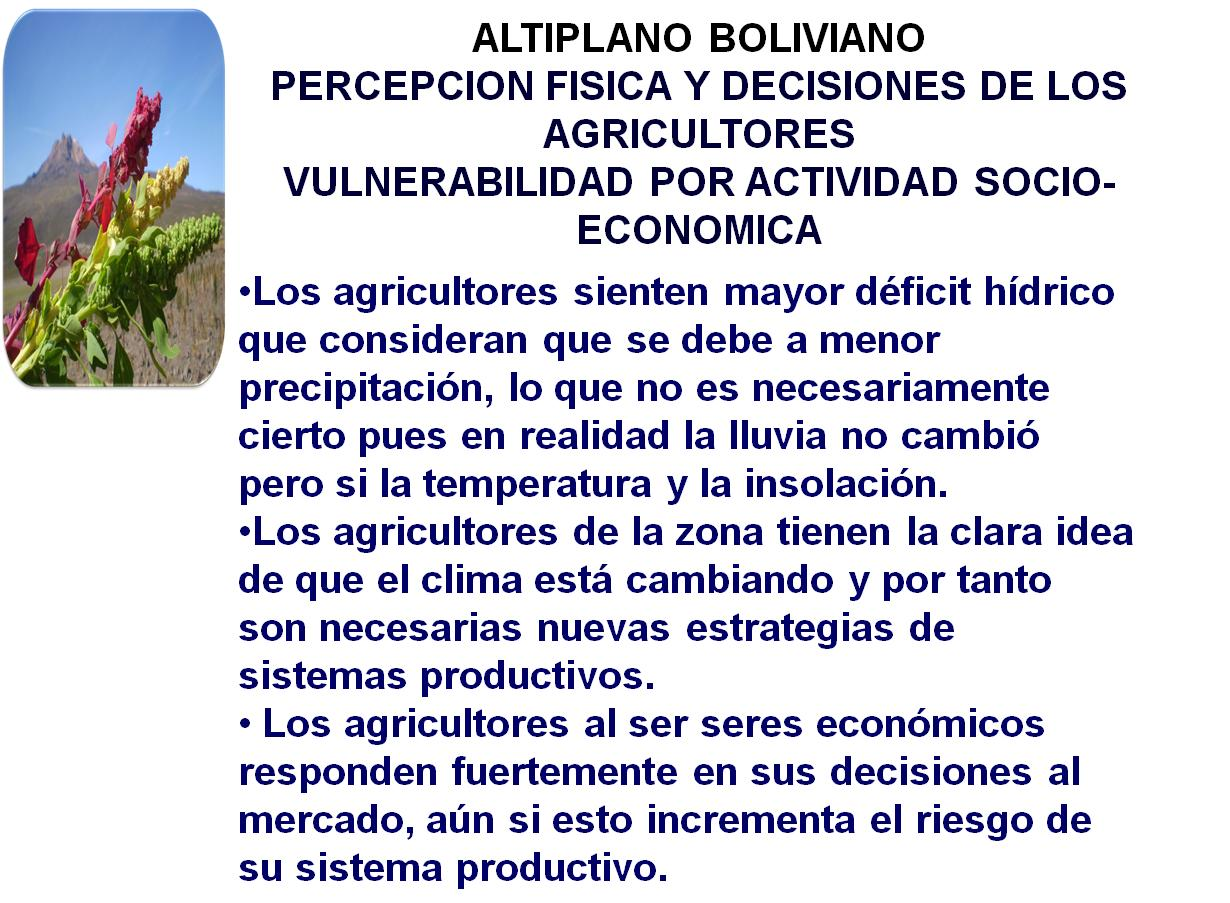 ALTIPLANO BOLIVIANO
PERCEPCION FISICA Y DECISIONES DE LOS
AGRICULTORES
VULNERABILIDAD POR ACTIVIDAD SOCIO-
ECONOMICA
•Los agricultores sienten mayor déficit hídrico
que consideran que se debe a menor
precipitación, lo que no es necesariamente
cierto pues en realidad la lluvia no cambió
pero si la temperatura y la insolación.
•Los agricultores de la zona tienen la clara idea
de que el clima está cambiando y por tanto
son necesarias nuevas estrategias de
sistemas productivos.
• Los agricultores al ser seres económicos
responden fuertemente en sus decisiones al
mercado, aún si esto incrementa el riesgo de
su sistema productivo.